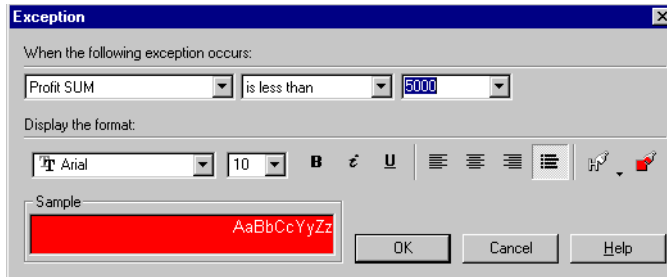 Exception
When the following exception occurs:
Profit SUM is less than 5000
Display the format:
Arial 10 B i U
Sample
AaBbCcYyZz
OK Cancel Help